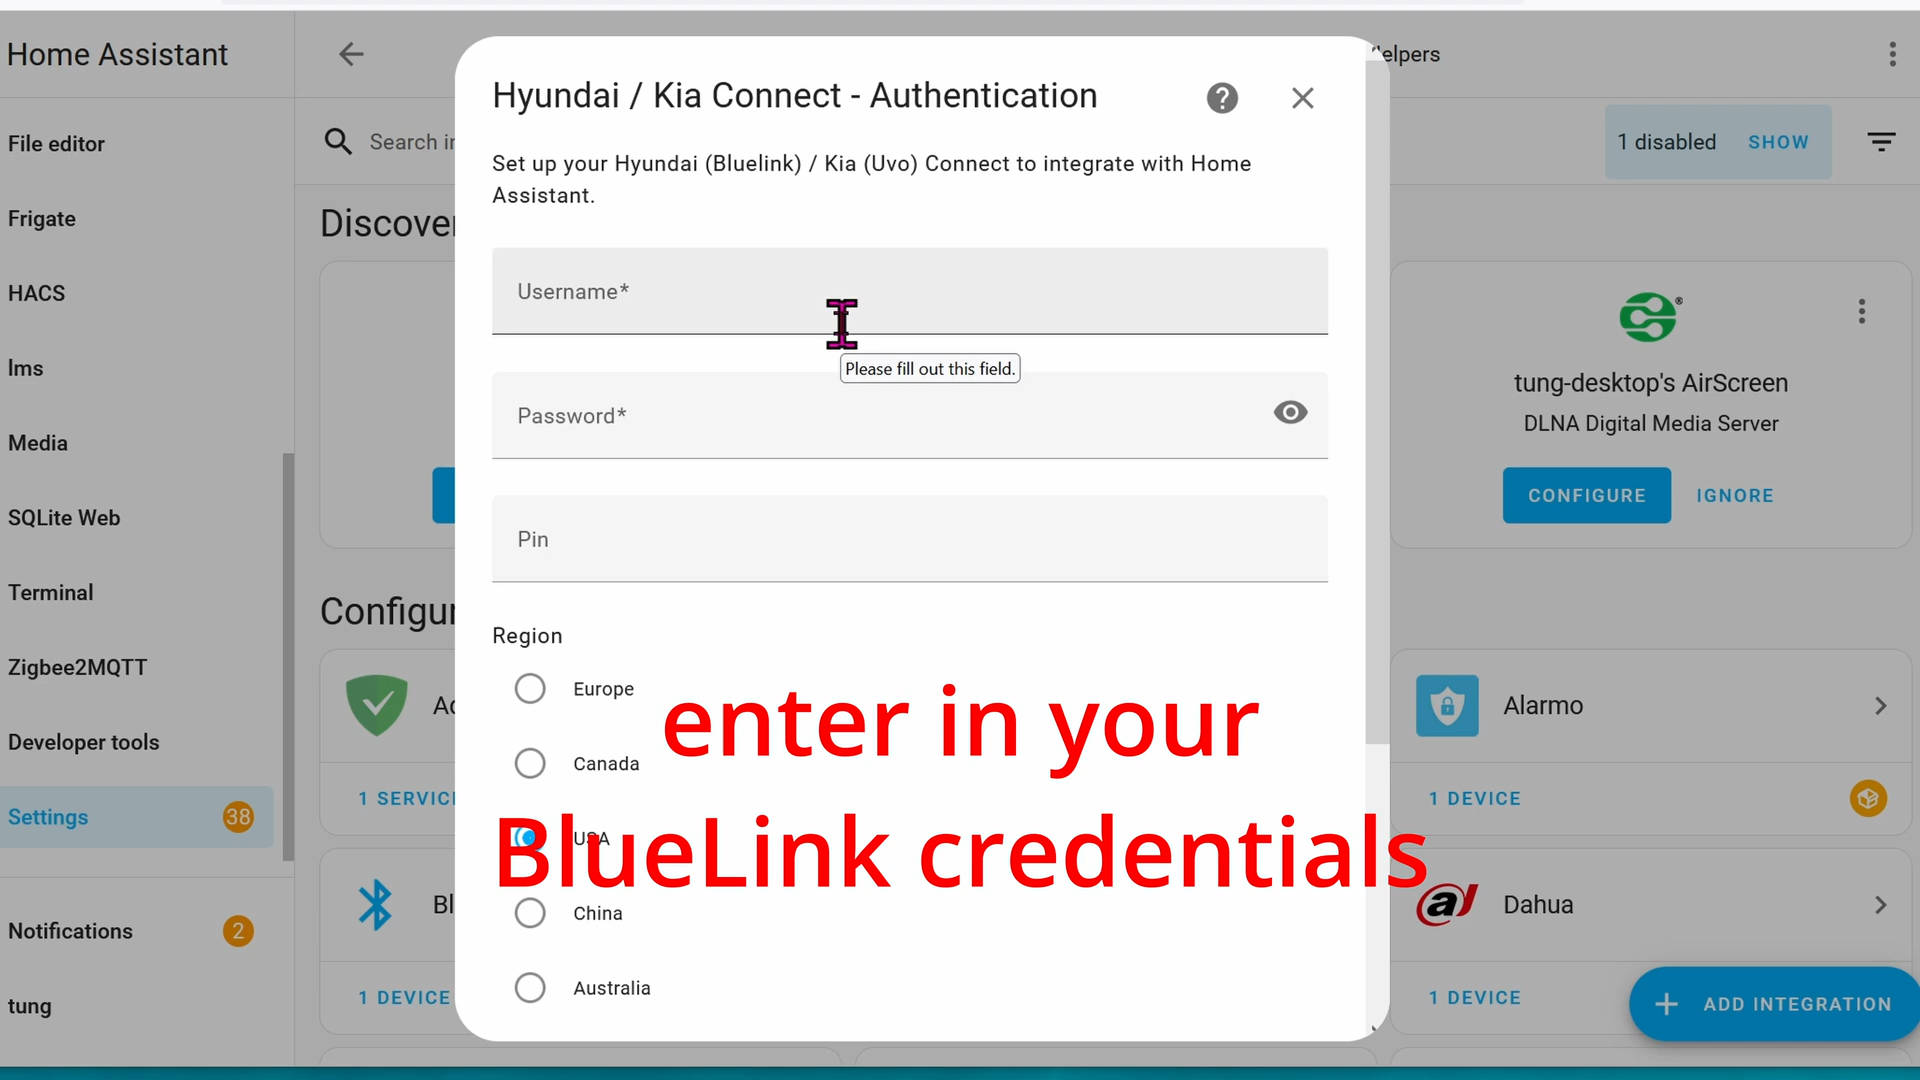 Home Assistant
elpers
File editor
Search in
1 disabled
SHOW
Frigate
HACS
lms
Media
SQLite Web
Terminal
Zigbee2MQTT
Developer tools
Settings
38
Notifications
2
tung
Discover
Configur
Hyundai / Kia Connect - Authentication
Set up your Hyundai (Bluelink) / Kia (Uvo) Connect to integrate with Home
Assistant.
Username*
Please fill out this field.
Password*
Pin
Region
Europe
Canada
USA
China
Australia
enter in your
BlueLink credentials
tung-desktop's AirScreen
DLNA Digital Media Server
CONFIGURE
IGNORE
1 SERVICE
Bl
1 DEVICE
Alarmo
1 DEVICE
Dahua
1 DEVICE
ADD INTEGRATION